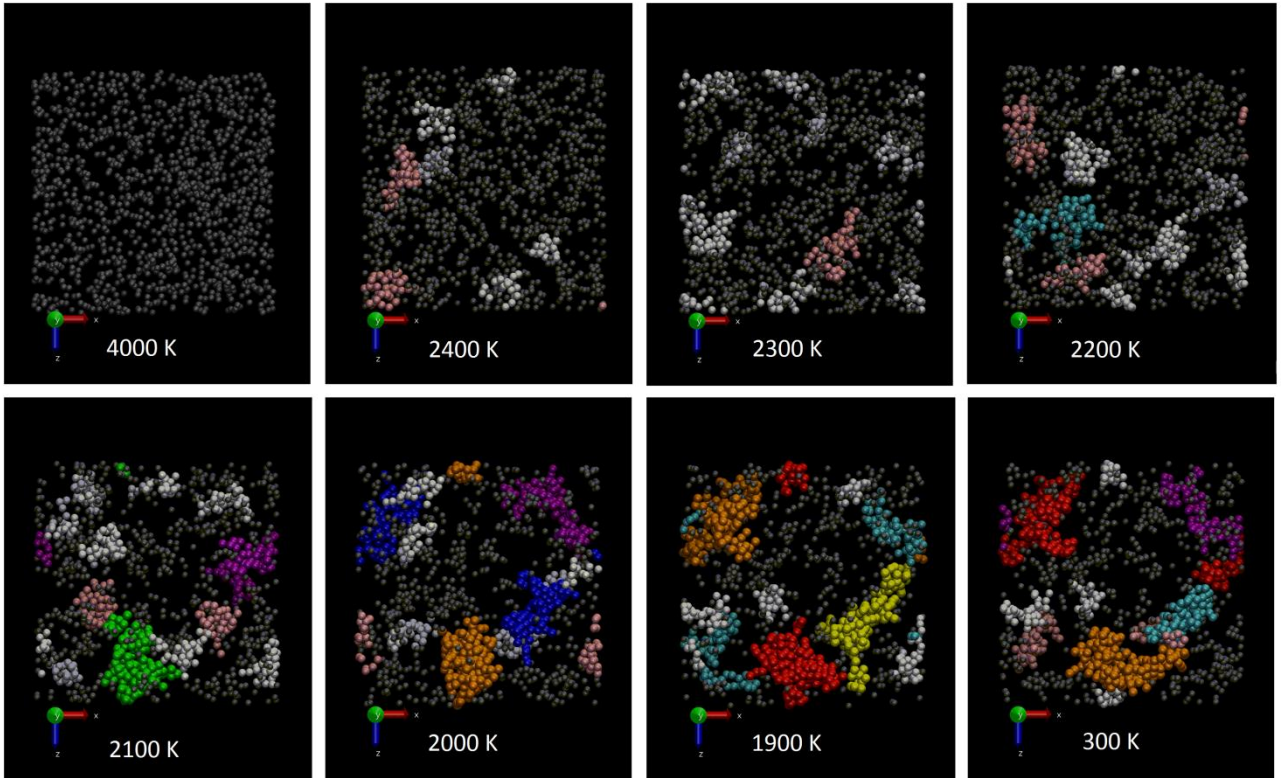 y x
z
4000 K
y x
z
2400 K
y x
z
2300 K
y x
z
2200 K
y x
z
2100 K
y x
z
2000 K
y x
z
1900 K
y x
z
300 K